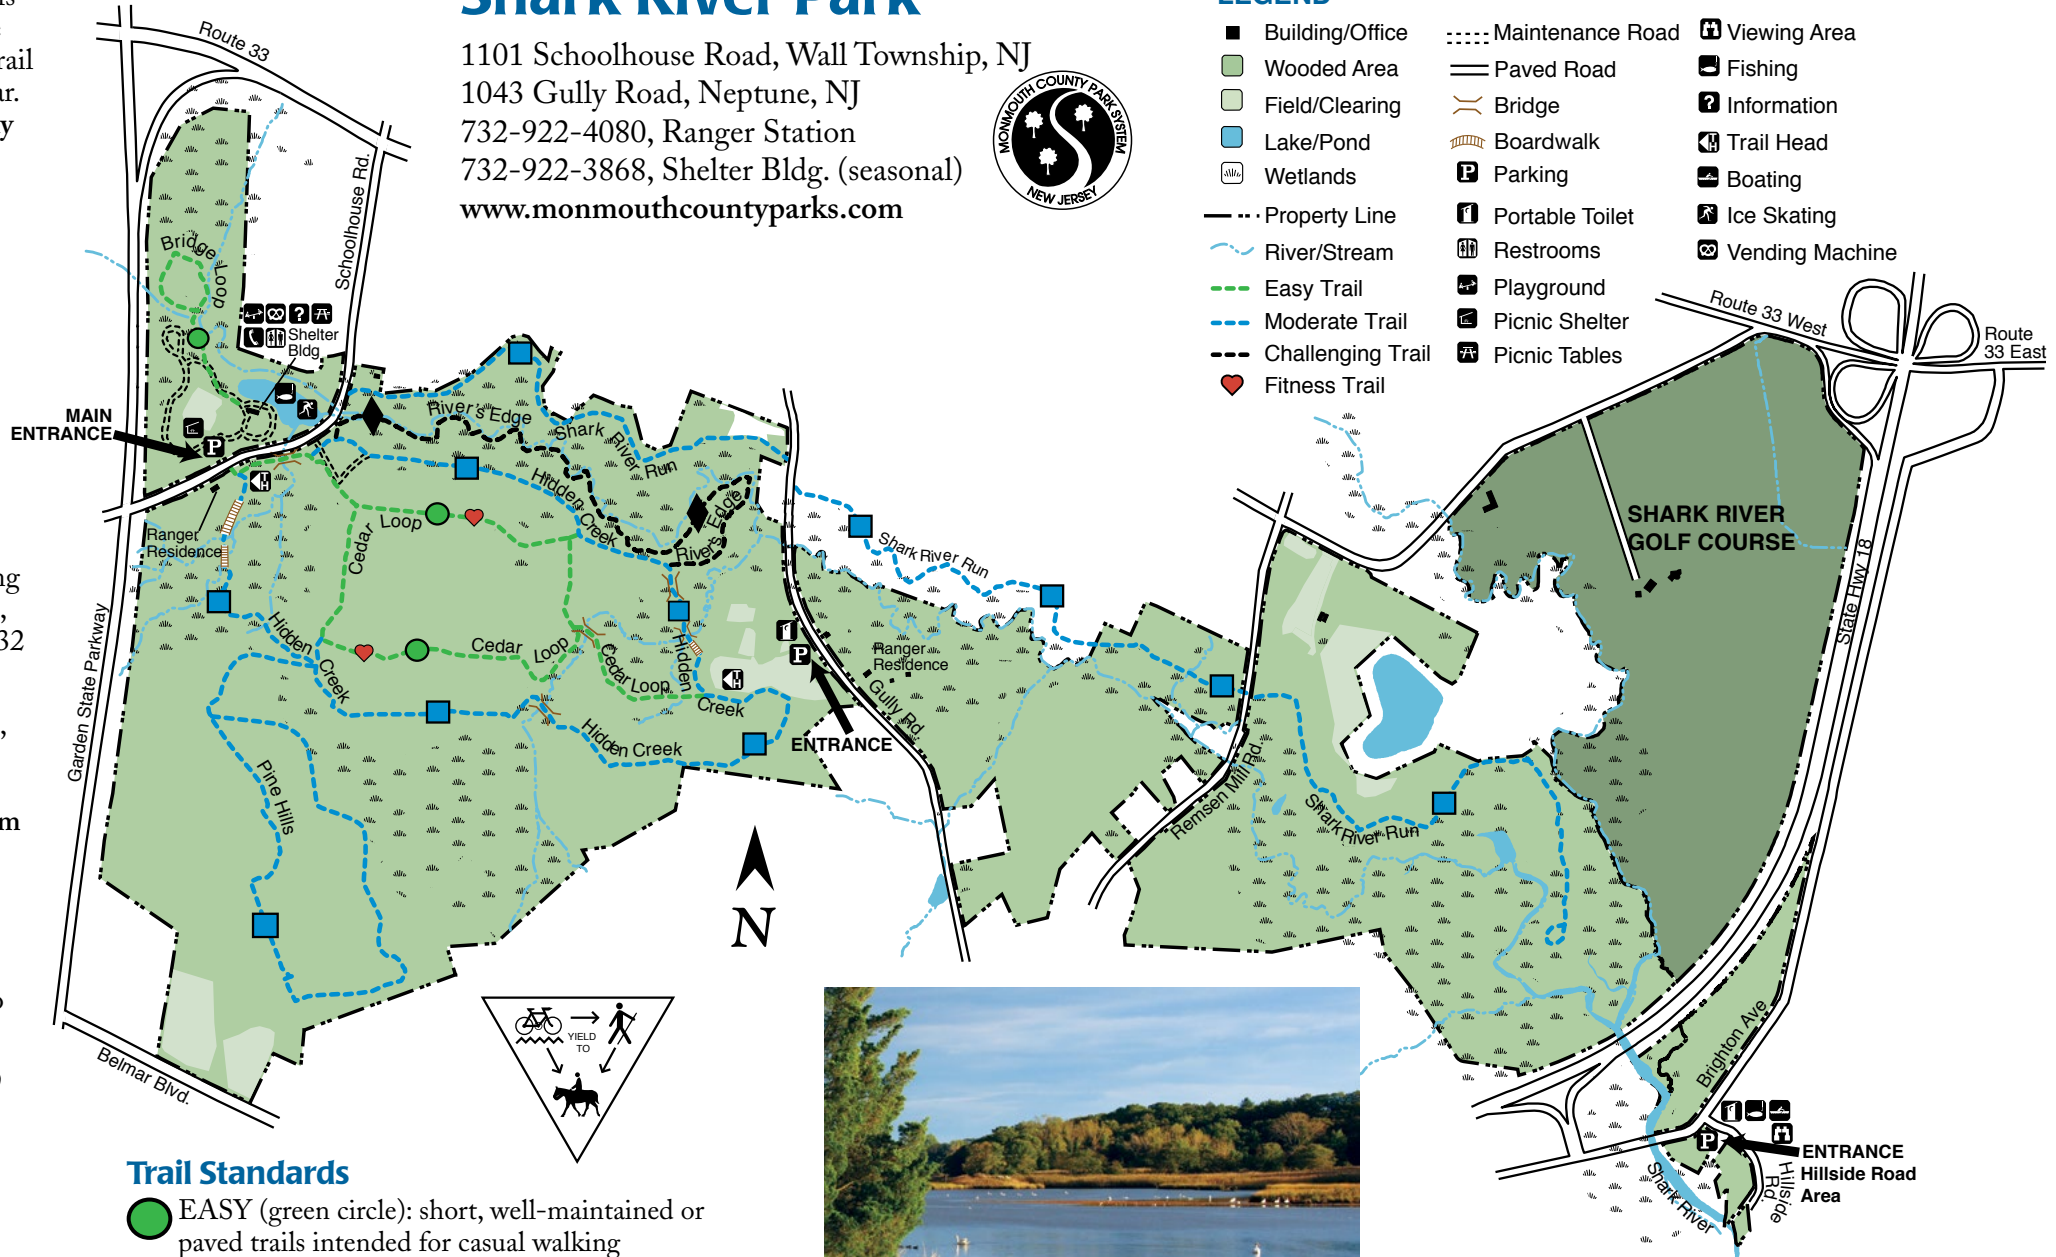 Shark River Park
1101 Schoolhouse Road, Wall Township, NJ
1043 Gully Road, Neptune, NJ
732-922-4080, Ranger Station
732-922-3868, Shelter Bldg. (seasonal)
www.monmouthcountyparks.com
MONMOUTH COUNTY PARK SYSTEM
NEW JERSEY
LEGEND
Building/Office
Wooded Area
Field/Clearing
Lake/Pond
Wetlands
Property Line
River/Stream
Easy Trail
Moderate Trail
Challenging Trail
Fitness Trail
Maintenance Road
Paved Road
Bridge
Boardwalk
P Parking
Portable Toilet
Restrooms
Playground
Picnic Shelter
Picnic Tables
Viewing Area
Fishing
? Information
TH Trail Head
Boating
Ice Skating
Vending Machine
rail
ar.
y
ng
,
32
,
m
Route 33
Schoolhouse Rd.
Bridge Loop
?
Shelter
Bldg
MAIN
ENTRANCE
P
TH
Ranger
Residence
Garden State Parkway
River's Edge
Shark River Run
Hidden Creek
River's Edge
Cedar Loop
Hidden Creek
Cedar Loop
Cedar Loop
Hidden Creek
Hidden Creek
Pine Hills
TH
P
ENTRANCE
Ranger
Residence
Gully Rd
Shark River Run
Remsen Mill Rd.
Shark River Run
Route 33 West
Route
33 East
SHARK RIVER
GOLF COURSE
State Hwy 18
Brighton Ave
P
ENTRANCE
Hillside Road
Area
Hillside
Rd
Shark River
Belmar Blvd.
N
YIELD
TO
Trail Standards
EASY (green circle): short, well-maintained or
paved trails intended for casual walking